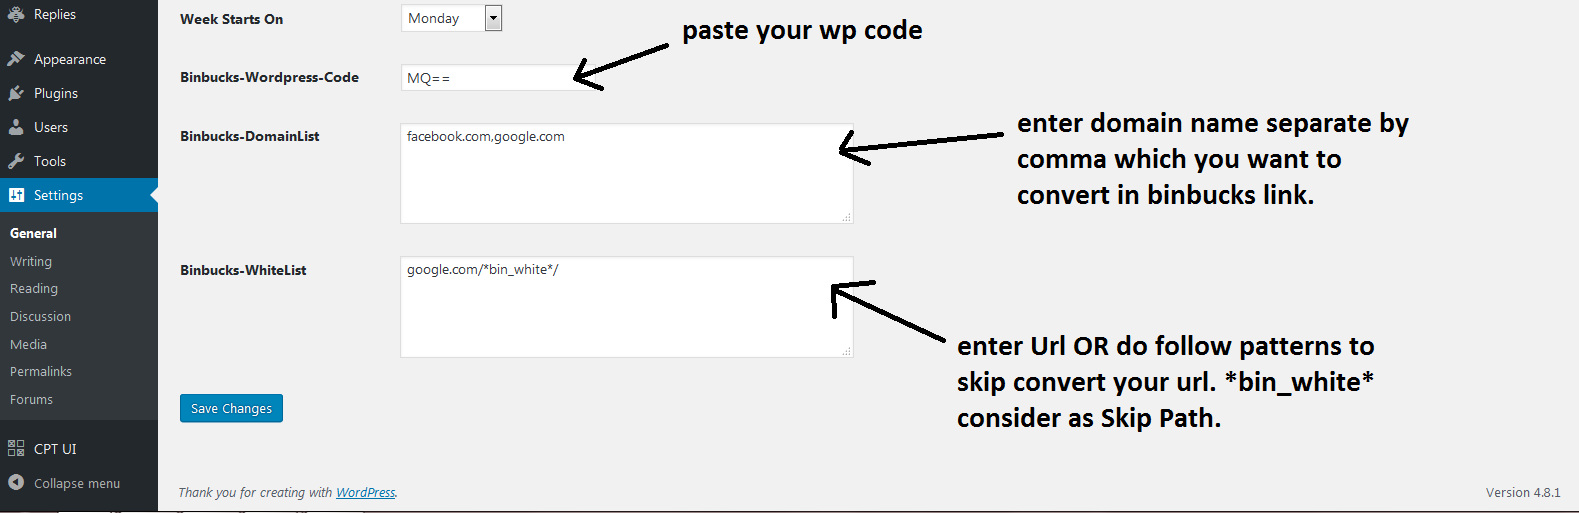 Replies
Appearance
Plugins
Users
Tools
Settings
General
Writing
Reading
Discussion
Media
Permalinks
Forums
CPT UI
Collapse menu
Week Starts On
Monday
paste your wp code
Binbucks-Wordpress-Code
MQ==
Binbucks-DomainList
facebook.com,google.com
enter domain name separate by
comma which you want to
convert in binbucks link.
Binbucks-WhiteList
google.com/*bin_white*/
enter Url OR do follow patterns to
skip convert your url. *bin_white*
consider as Skip Path.
Save Changes
Thank you for creating with WordPress.
Version 4.8.1